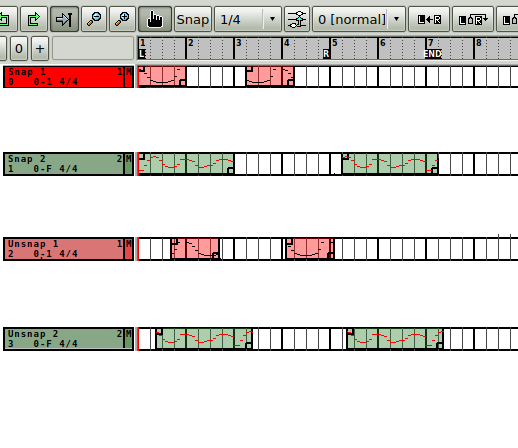 Snap 1/4 0 [normal]
0 +
1 2 3 4 5 6 7 8
L R END
Snap 1 1 M
0 0-1 4/4
Snap 2 2 M
1 0-F 4/4
Unsnap 1 1 M
2 0-1 4/4
Unsnap 2 2 M
3 0-F 4/4